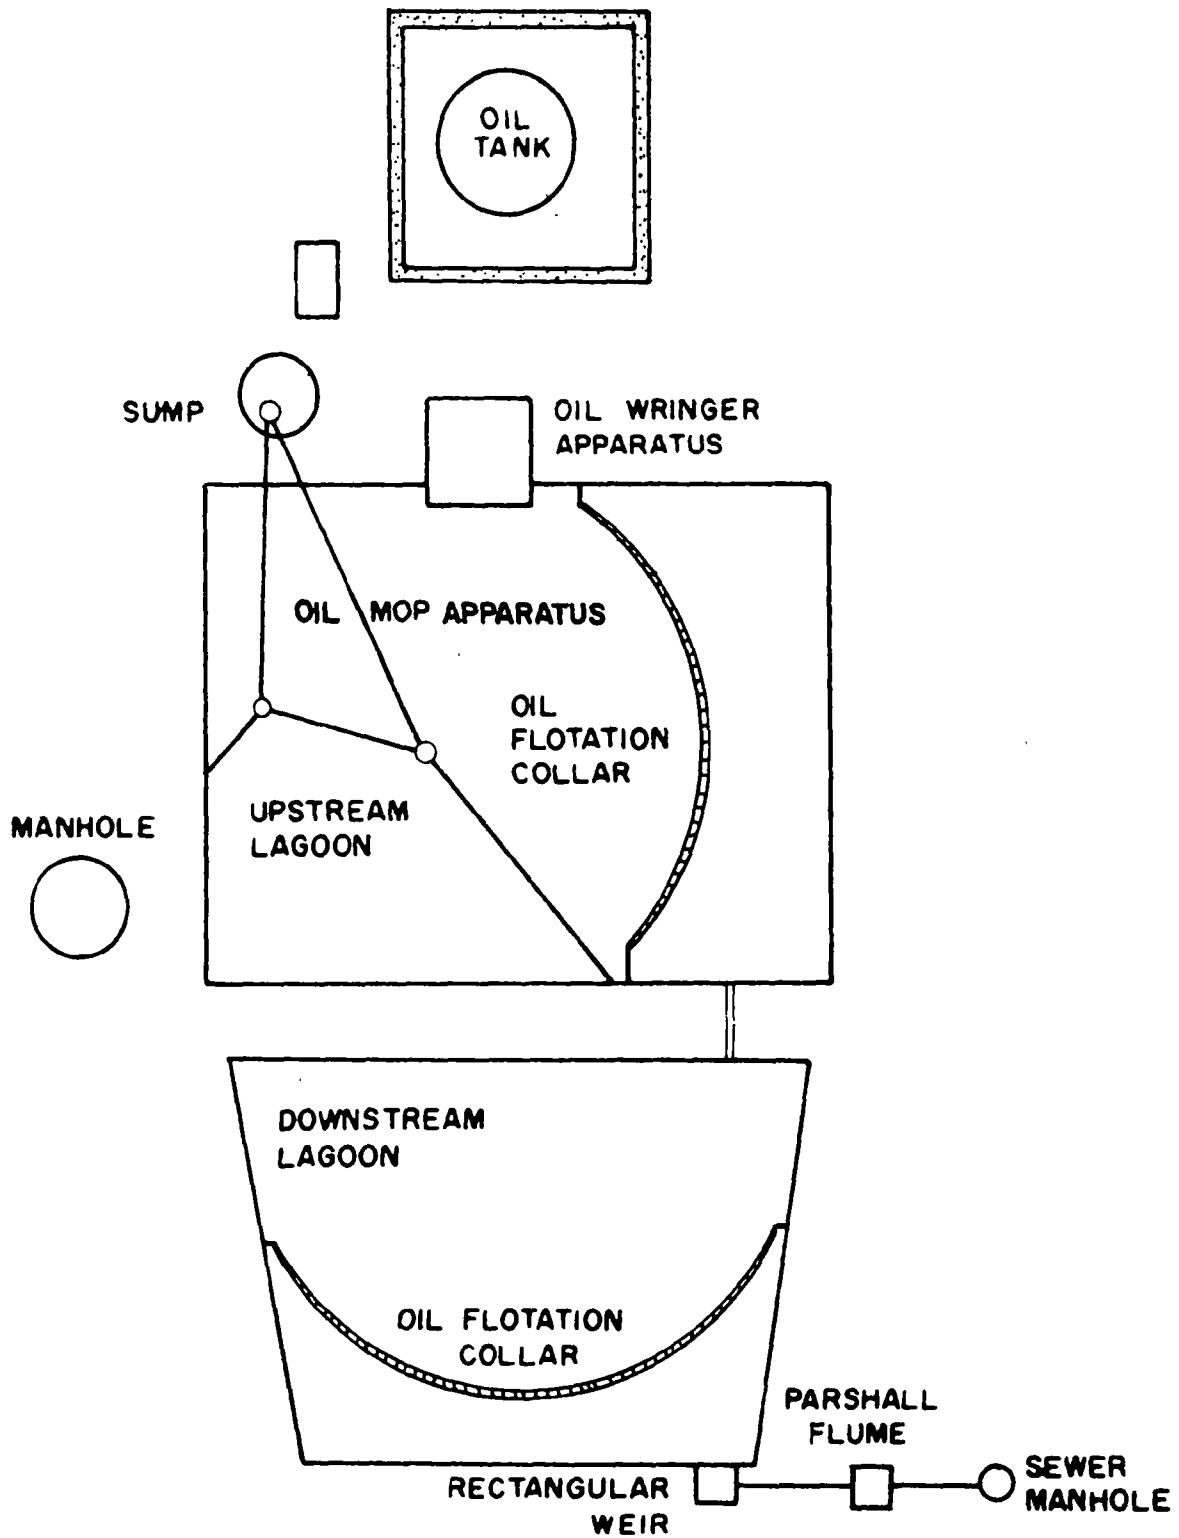 OIL
TANK
SUMP
OIL WRINGER
APPARATUS
OIL MOP APPARATUS
OIL
FLOTATION
COLLAR
UPSTREAM
LAGOON
MANHOLE
DOWNSTREAM
LAGOON
OIL FLOTATION
COLLAR
PARSHALL
FLUME
SEWER
MANHOLE
RECTANGULAR
WEIR